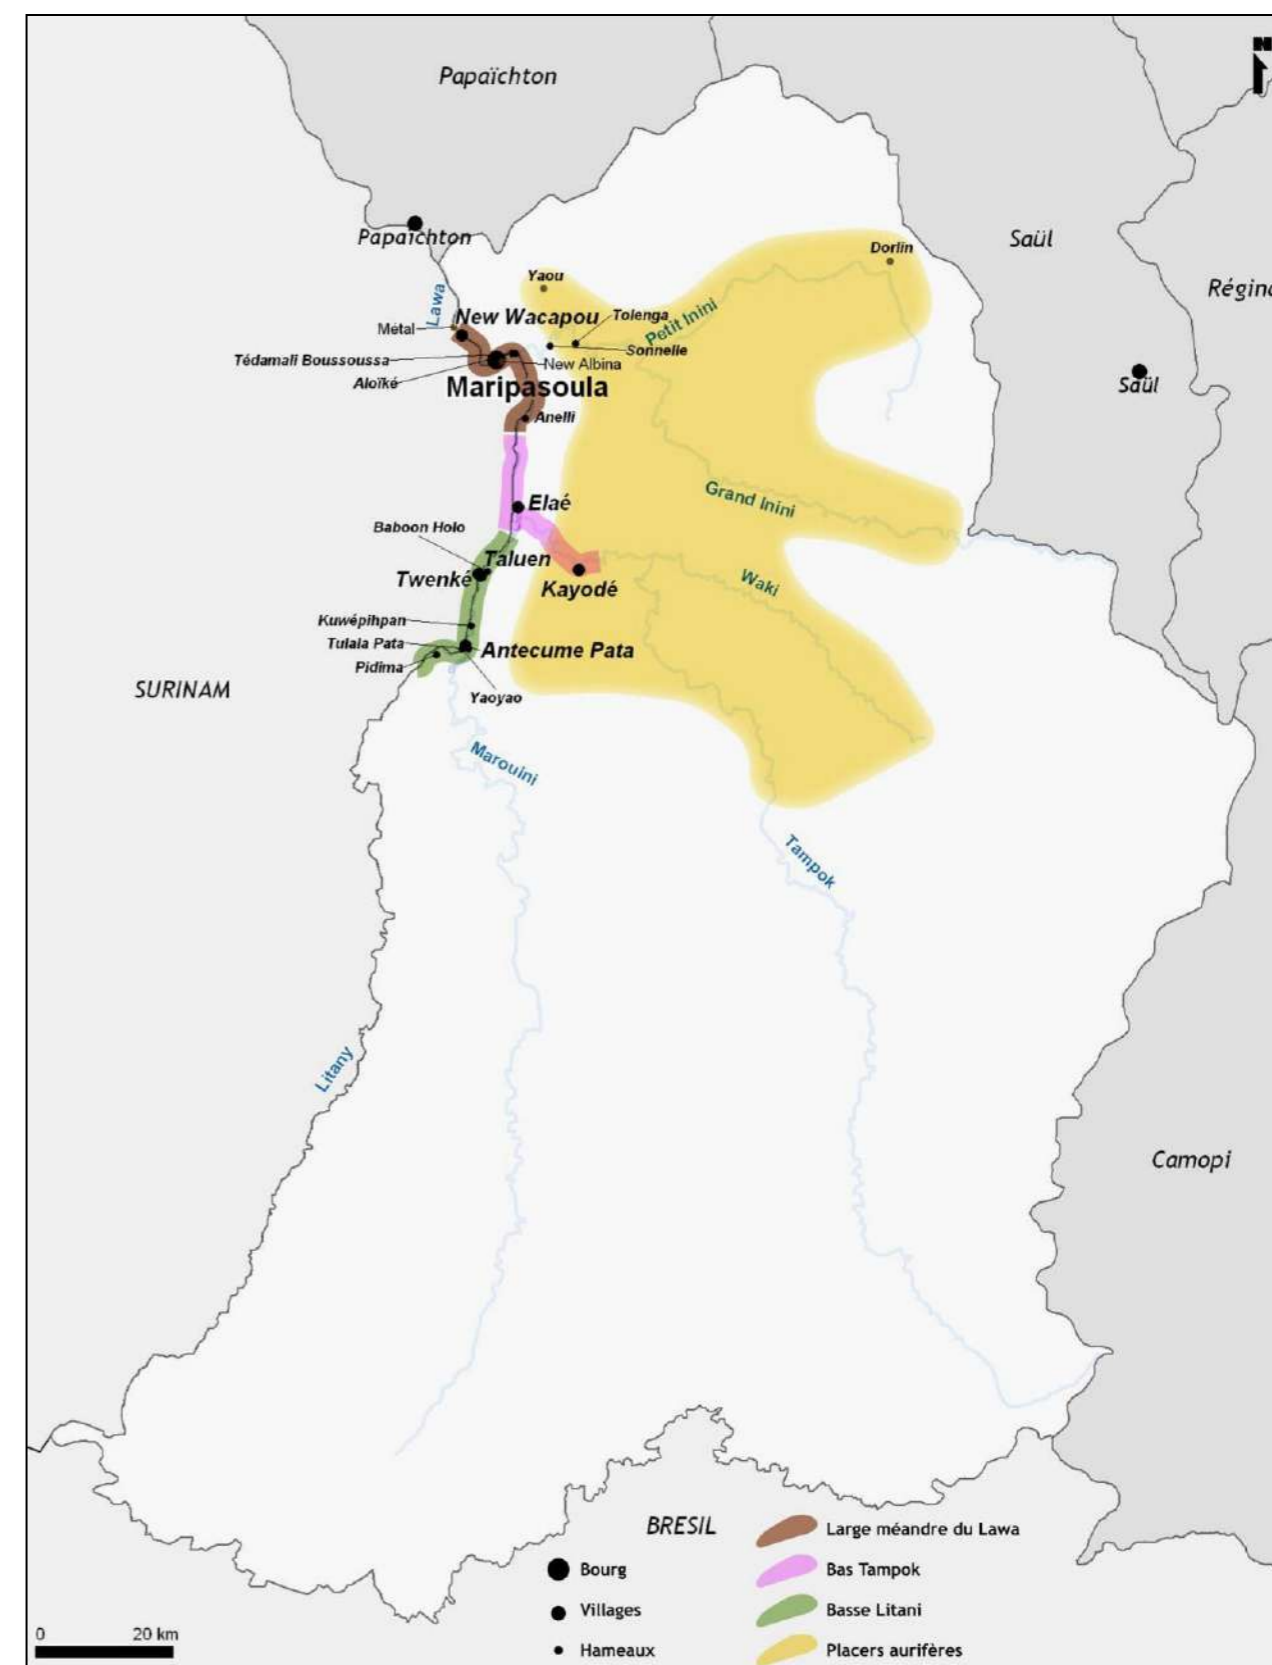 N
Papaïchton
Papaïchton
Saül
Dorlin
Régina
Yaou
Lawa
New Wacapou
Tolenga
Petit Inini
Métal
Sonnelle
Tédamali Boussoussa
New Albina
Aloïké
Maripasoula
Saül
Anelli
Grand Inini
Elaé
Baboon Holo
Taluen
Twenké
Kayodé
Waki
Kuwépihpan
Tulala Pata
Antecume Pata
Pidima
SURINAM
Yaoyao
Marouini
Tampok
Litany
Camopi
BRESIL
Large méandre du Lawa
Bourg
Bas Tampok
Villages
Basse Litani
0 20 km
Hameaux
Placers aurifères